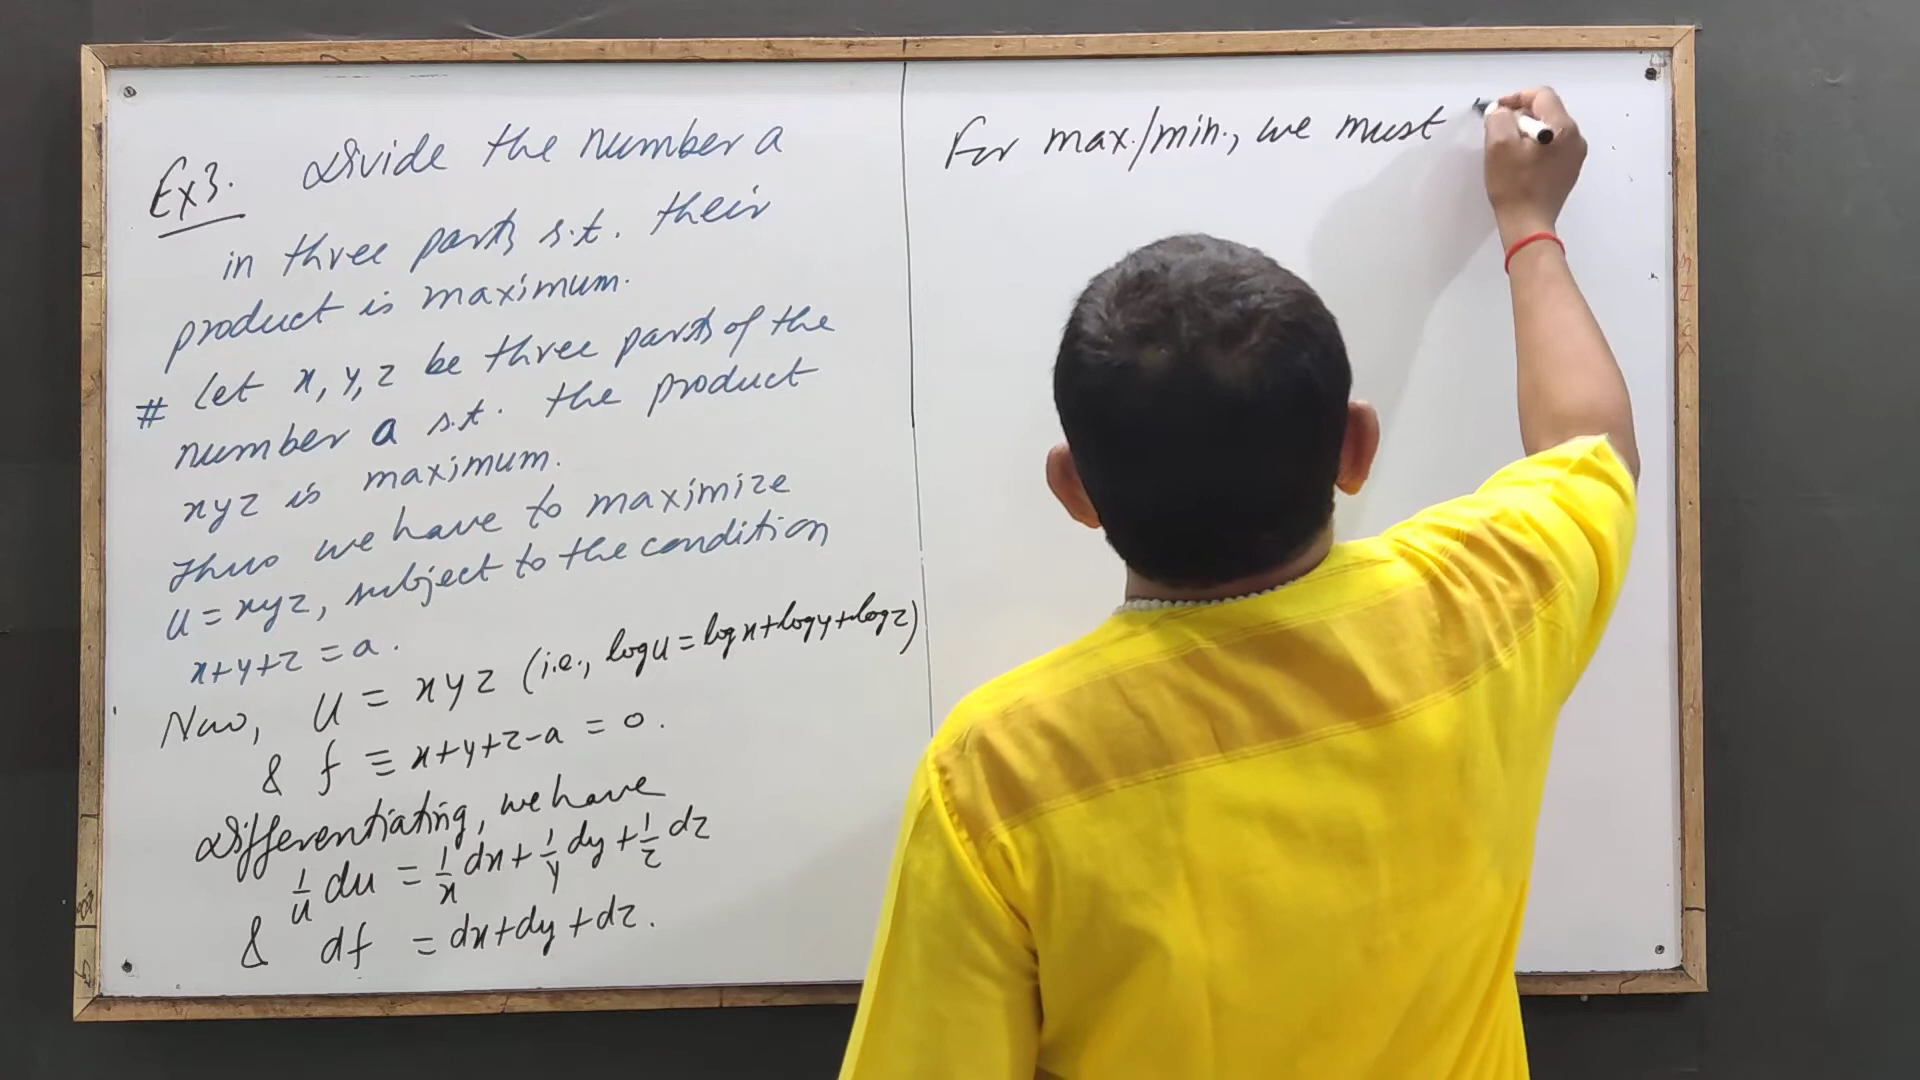 Ex3. Divide the number a
in three parts s.t. their
product is maximum.
# Let x, y, z be three parts of the
number a s.t. the product
xyz is maximum.
Thus we have to maximize
u = xyz, subject to the condition
x+y+z = a.
Now, u = xyz (i.e., log u = log x + log y + log z)
& f ≡ x+y+z-a = 0.
Differentiating, we have
1/u du = 1/x dx + 1/y dy + 1/z dz
& df = dx+dy+dz.
For max./min., we must